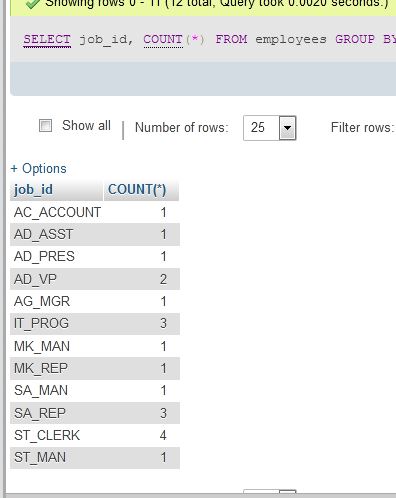 Showing rows 0 - 11 (12 total, Query took 0.0020 seconds.)
SELECT job_id, COUNT(*) FROM employees GROUP BY
Show all | Number of rows: 25 Filter rows:
+ Options
job_id COUNT(*)
AC_ACCOUNT 1
AD_ASST 1
AD_PRES 1
AD_VP 2
AG_MGR 1
IT_PROG 3
MK_MAN 1
MK_REP 1
SA_MAN 1
SA_REP 3
ST_CLERK 4
ST_MAN 1